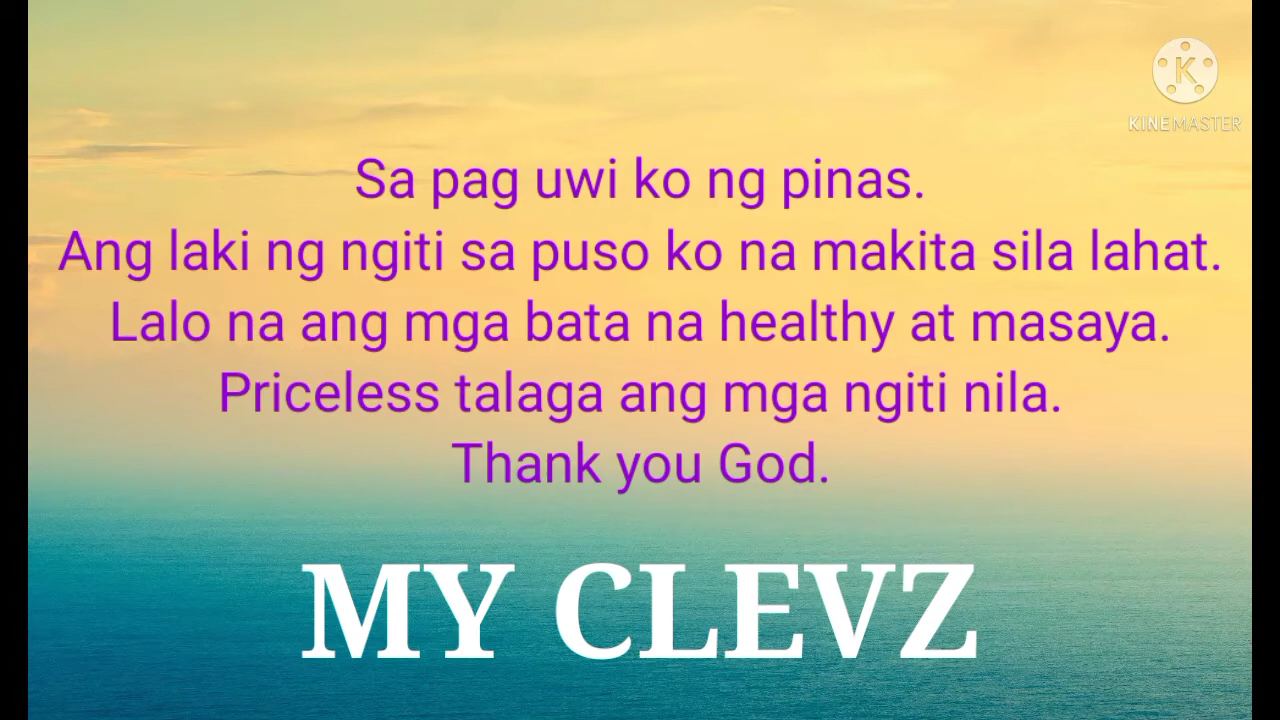 K
KINEMASTER
Sa pag uwi ko ng pinas.
Ang laki ng ngiti sa puso ko na makita sila lahat.
Lalo na ang mga bata na healthy at masaya.
Priceless talaga ang mga ngiti nila.
Thank you God.
MY CLEVZ